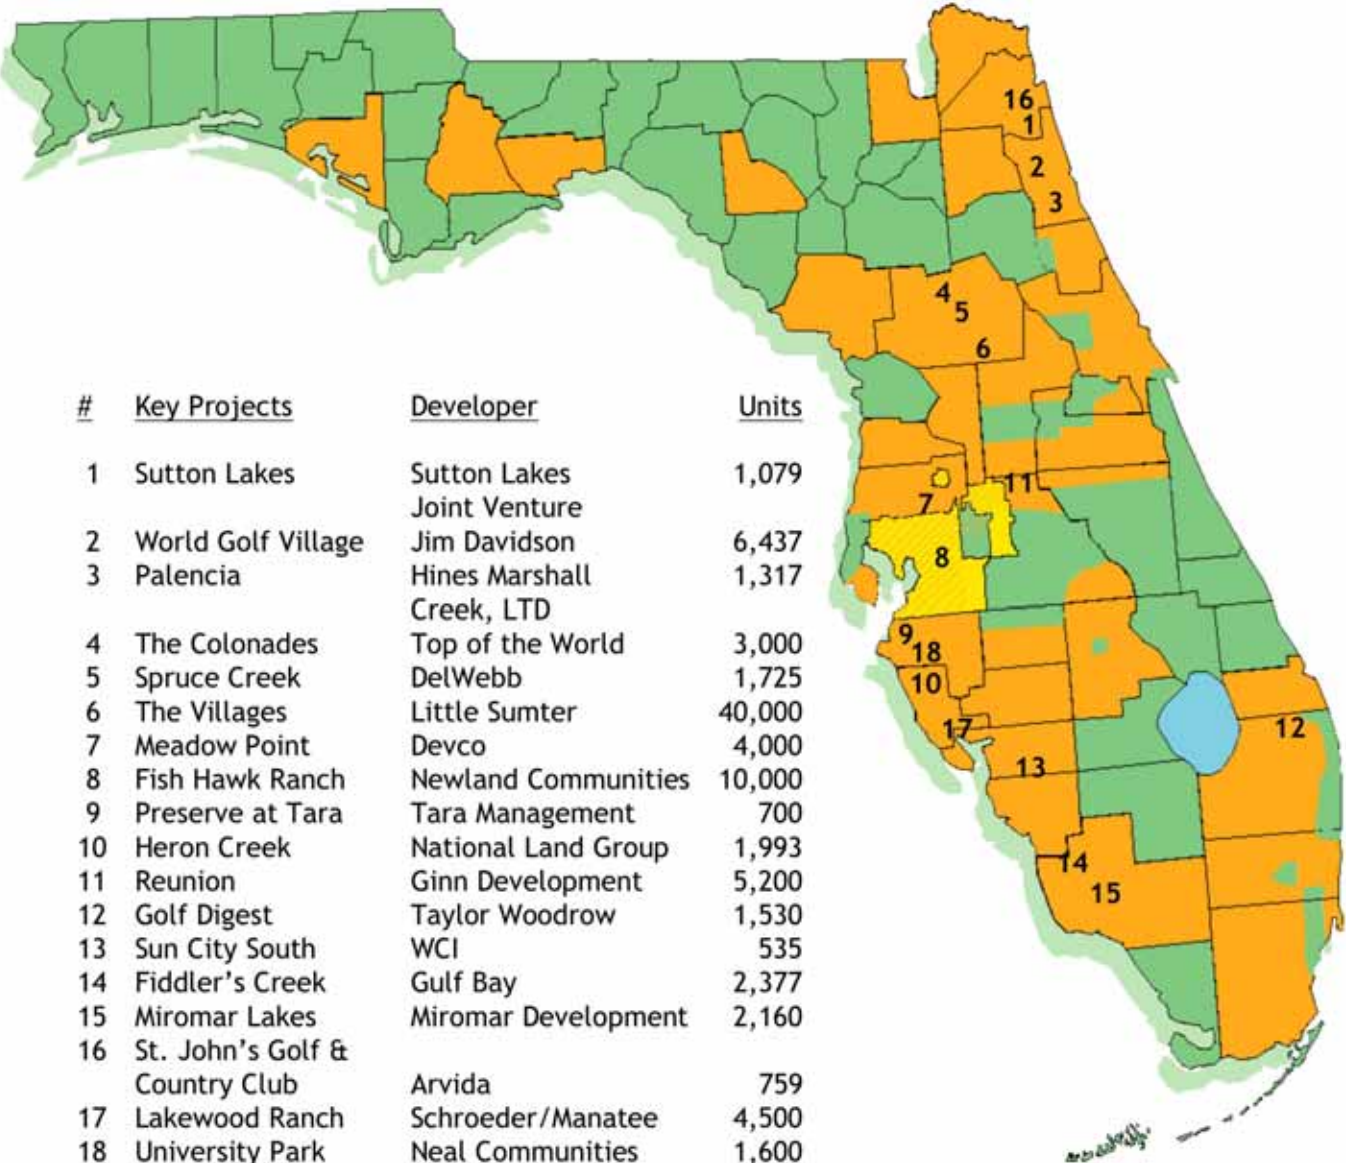 16
1
2
3
4
5
6
# Key Projects Developer Units
1 Sutton Lakes Sutton Lakes 1,079
Joint Venture
2 World Golf Village Jim Davidson 6,437
3 Palencia Hines Marshall 1,317
Creek, LTD
4 The Colonades Top of the World 3,000
5 Spruce Creek DelWebb 1,725
6 The Villages Little Sumter 40,000
7 Meadow Point Devco 4,000
8 Fish Hawk Ranch Newland Communities 10,000
9 Preserve at Tara Tara Management 700
10 Heron Creek National Land Group 1,993
11 Reunion Ginn Development 5,200
12 Golf Digest Taylor Woodrow 1,530
13 Sun City South WCI 535
14 Fiddler's Creek Gulf Bay 2,377
15 Miromar Lakes Miromar Development 2,160
16 St. John's Golf &
Country Club Arvida 759
17 Lakewood Ranch Schroeder/Manatee 4,500
18 University Park Neal Communities 1,600
11
7
8
9
18
10
17
12
13
14
15